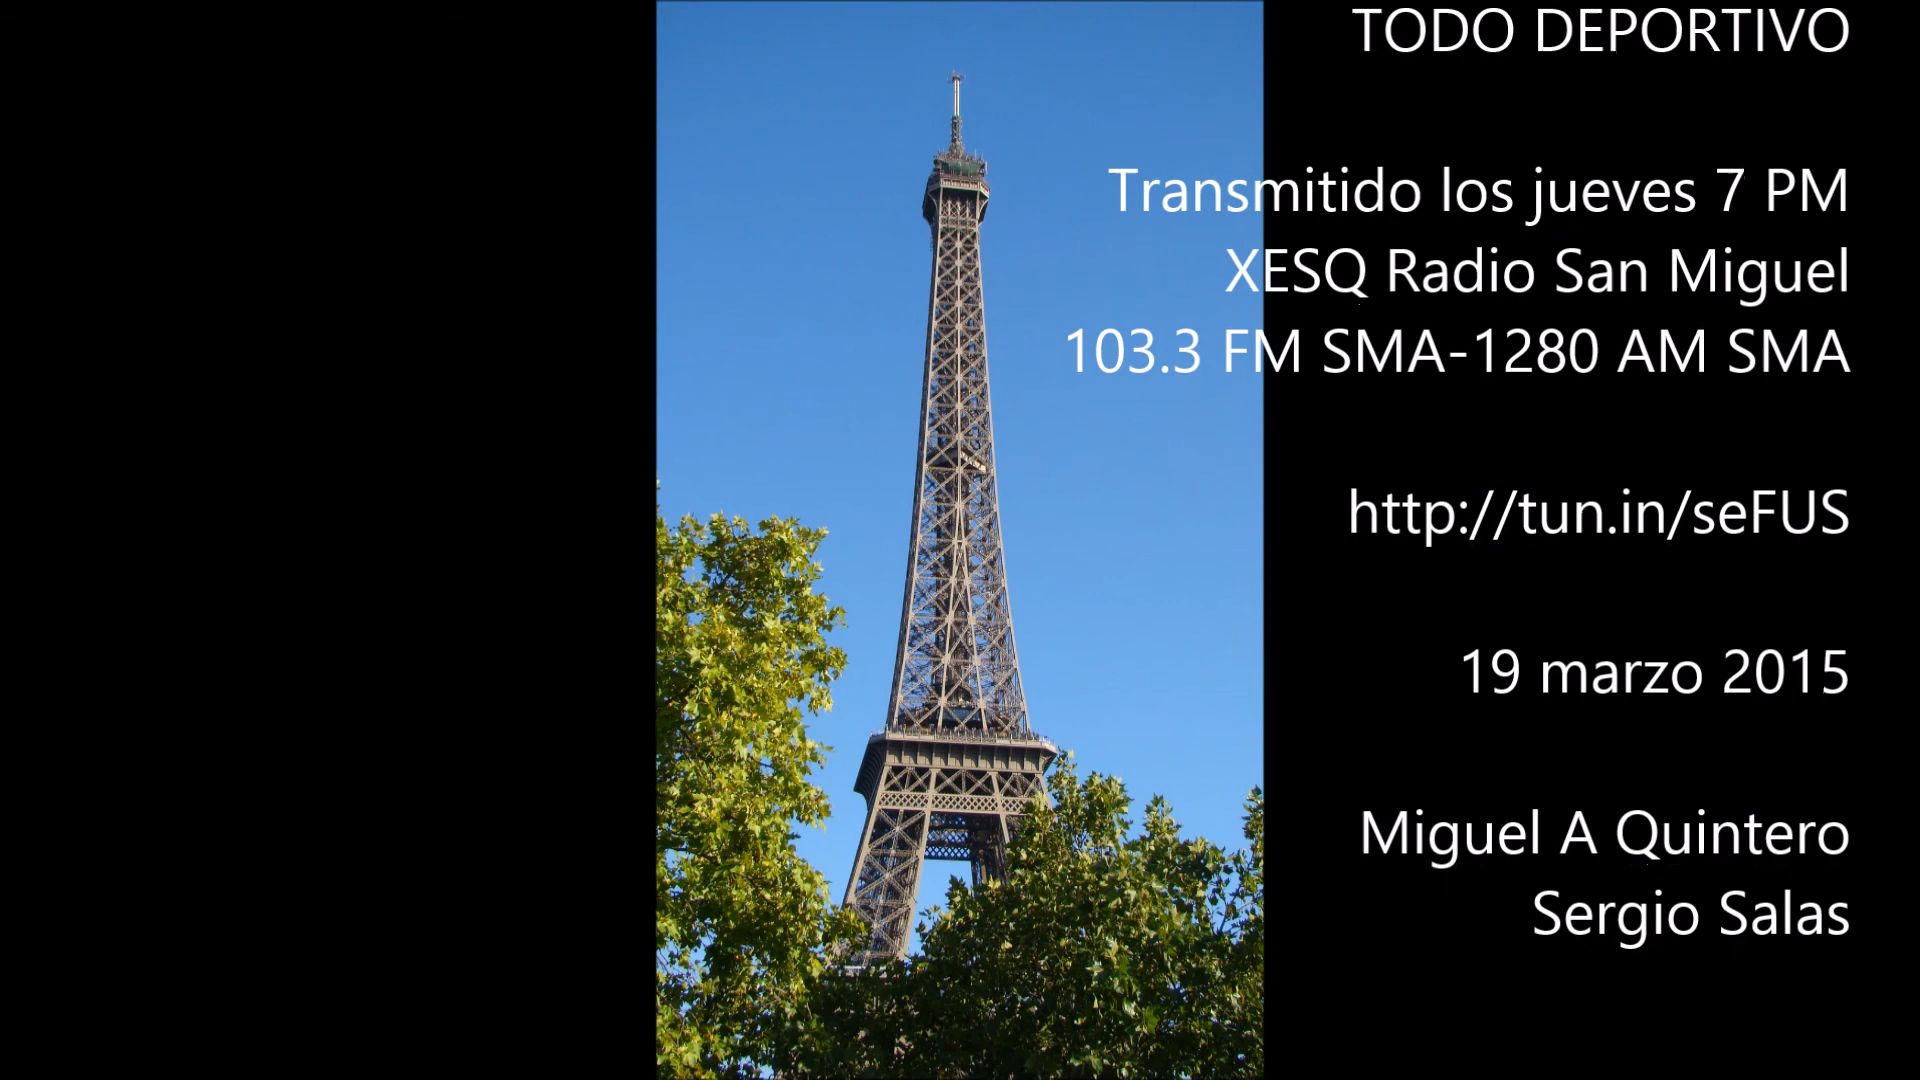 TODO DEPORTIVO
Transmitido los jueves 7 PM
XESQ Radio San Miguel
103.3 FM SMA-1280 AM SMA
http://tun.in/seFUS
19 marzo 2015
Miguel A Quintero
Sergio Salas